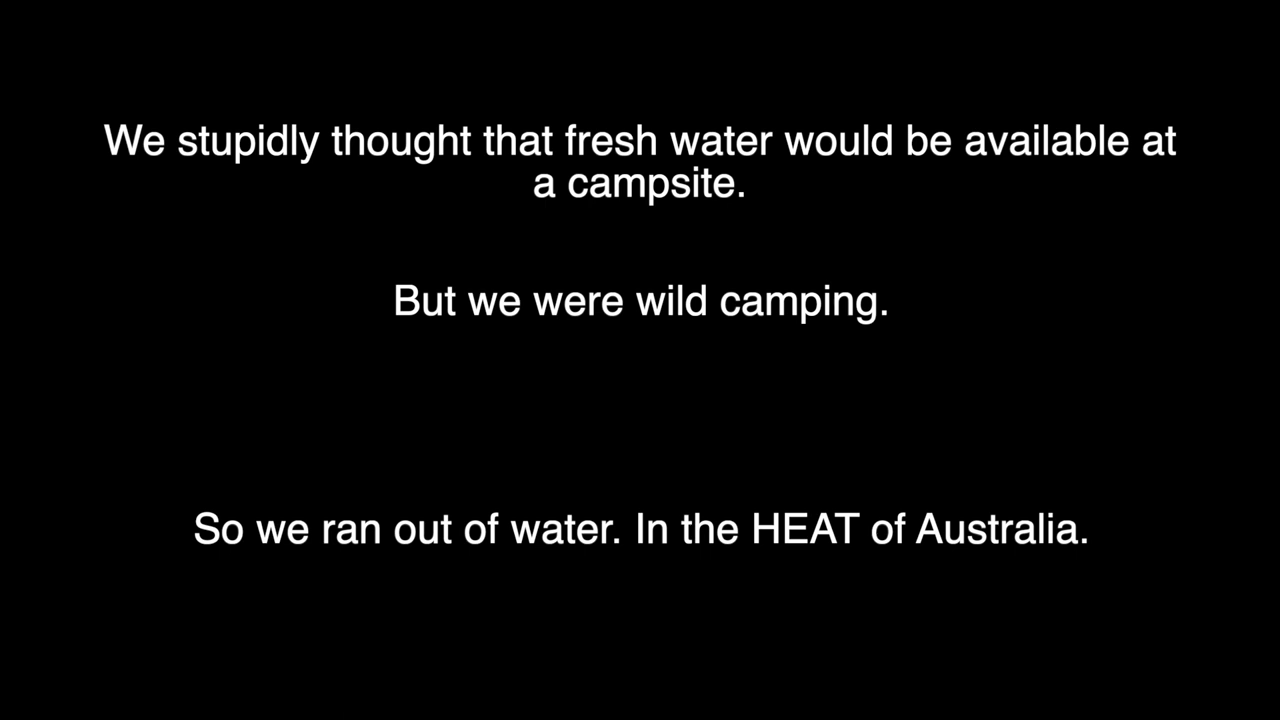 We stupidly thought that fresh water would be available at
a campsite.
But we were wild camping.
So we ran out of water. In the HEAT of Australia.